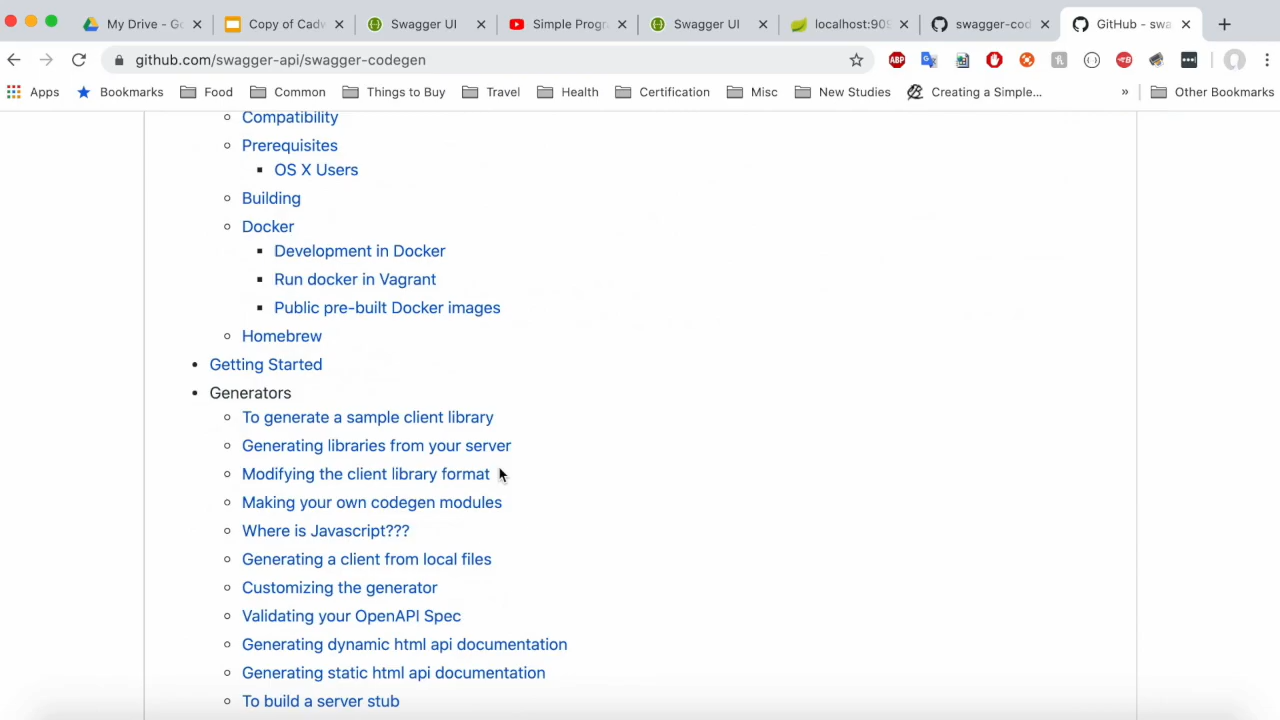 My Drive - Go
Copy of Cadv
Swagger UI
Simple Progr
Swagger UI
localhost:909
swagger-cod
GitHub - swa
github.com/swagger-api/swagger-codegen
ABP
Apps
Bookmarks
Food
Common
Things to Buy
Travel
Health
Certification
Misc
New Studies
Creating a Simple...
»
Other Bookmarks
Compatibility
Prerequisites
OS X Users
Building
Docker
Development in Docker
Run docker in Vagrant
Public pre-built Docker images
Homebrew
Getting Started
Generators
To generate a sample client library
Generating libraries from your server
Modifying the client library format
Making your own codegen modules
Where is Javascript???
Generating a client from local files
Customizing the generator
Validating your OpenAPI Spec
Generating dynamic html api documentation
Generating static html api documentation
To build a server stub